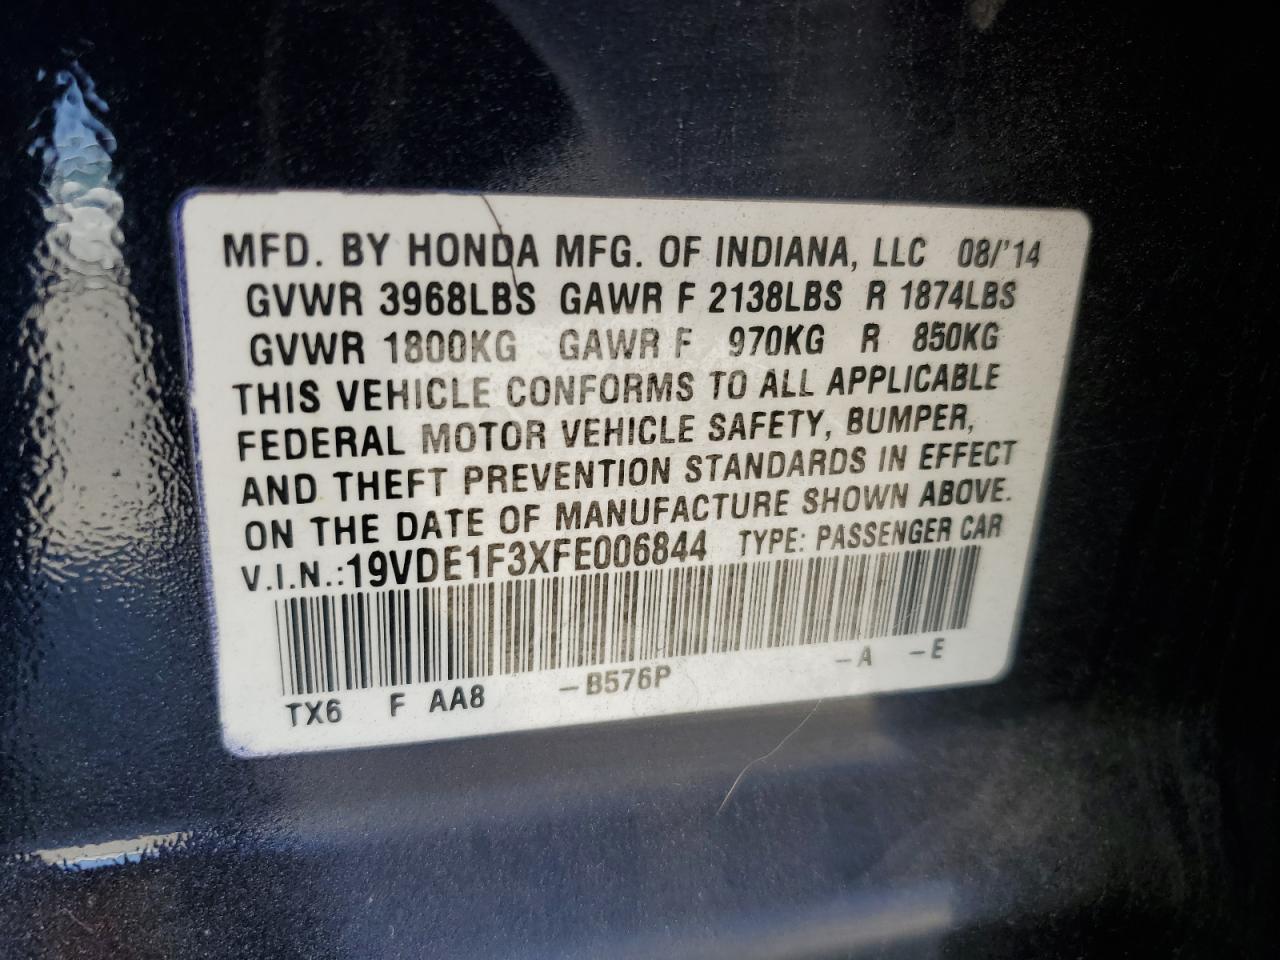 MFD. BY HONDA MFG. OF INDIANA, LLC 08/'14
GVWR 3968LBS GAWR F 2138LBS R 1874LBS
GVWR 1800KG GAWR F 970KG R 850KG
THIS VEHICLE CONFORMS TO ALL APPLICABLE
FEDERAL MOTOR VEHICLE SAFETY, BUMPER,
AND THEFT PREVENTION STANDARDS IN EFFECT
ON THE DATE OF MANUFACTURE SHOWN ABOVE.
V.I.N.:19VDE1F3XFE006844 TYPE: PASSENGER CAR
TX6 F AA8 -B576P -A -E